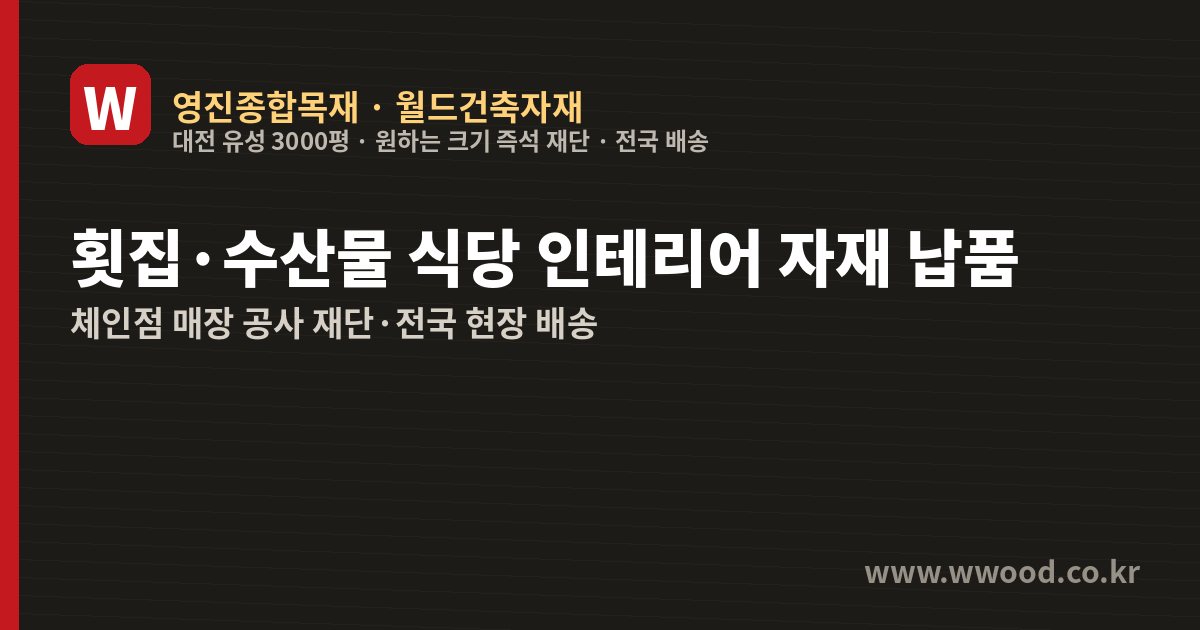 W
영진종합목재 · 월드건축자재
대전 유성 3000평 · 원하는 크기 즉석 재단 · 전국 배송
횟집·수산물 식당 인테리어 자재 납품
체인점 매장 공사 재단·전국 현장 배송
www.wwood.co.kr